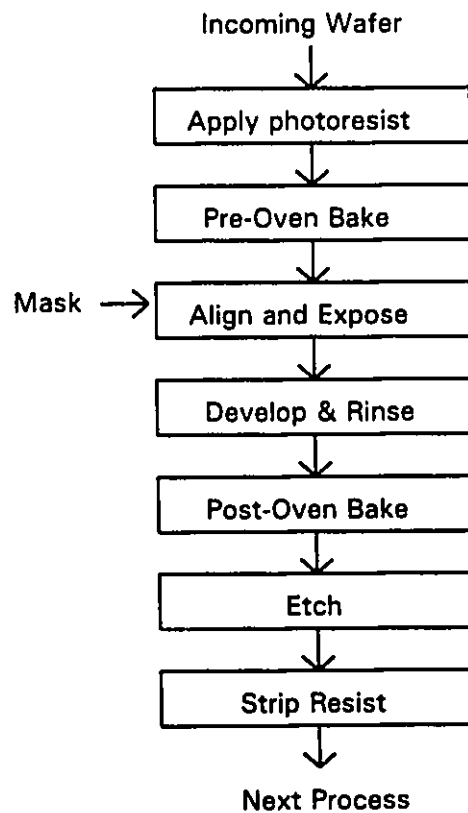 Incoming Wafer
Apply photoresist
Pre-Oven Bake
Mask
Align and Expose
Develop & Rinse
Post-Oven Bake
Etch
Strip Resist
Next Process